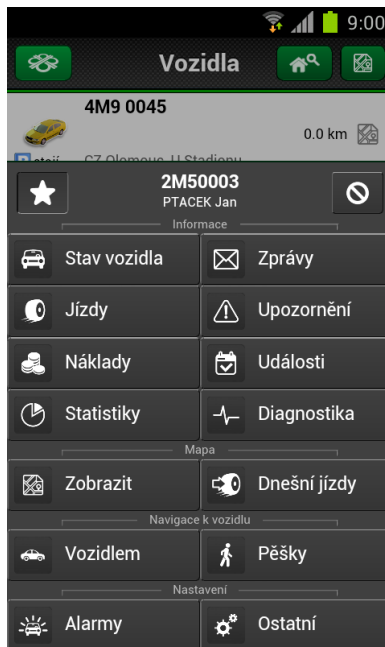 9:00
Vozidla
4M9 0045
0.0 km
P stojí CZ Olomouc, U Stadionu
2M50003
PTACEK Jan
Informace
Stav vozidla Zprávy
Jízdy Upozornění
Náklady Události
Statistiky Diagnostika
Mapa
Zobrazit Dnešní jízdy
Navigace k vozidlu
Vozidlem Pěšky
Nastavení
Alarmy Ostatní